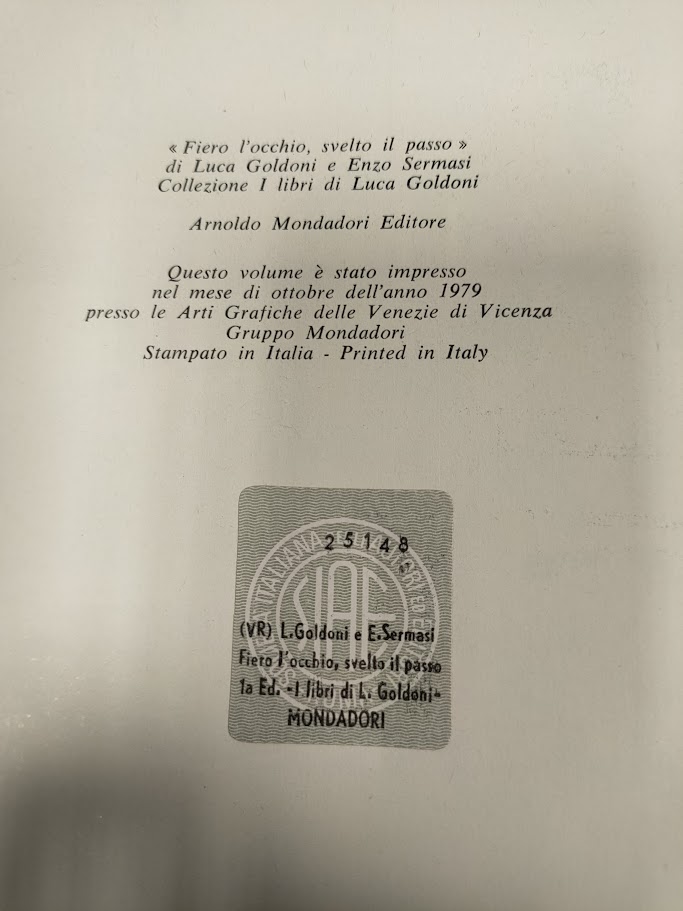 « Fiero l'occhio, svelto il passo »
di Luca Goldoni e Enzo Sermasi
Collezione I libri di Luca Goldoni
Arnoldo Mondadori Editore
Questo volume è stato impresso
nel mese di ottobre dell'anno 1979
presso le Arti Grafiche delle Venezie di Vicenza
Gruppo Mondadori
Stampato in Italia - Printed in Italy
25148
ITALIANA
SIAE
(VR) L.Goldoni e E.Sermasi
Fiero l'occhio, svelto il passo
1a Ed. -I libri di L. Goldoni-
MONDADORI